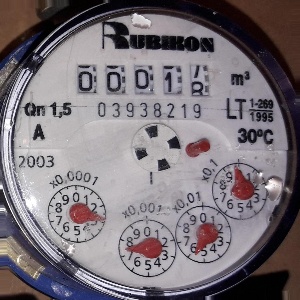 RUBIKON
0001 m³
Qn 1,5 03938219 LT 1-269 1995
A 30°C
2003
x0,0001 x0,1
x0,001 x0,01